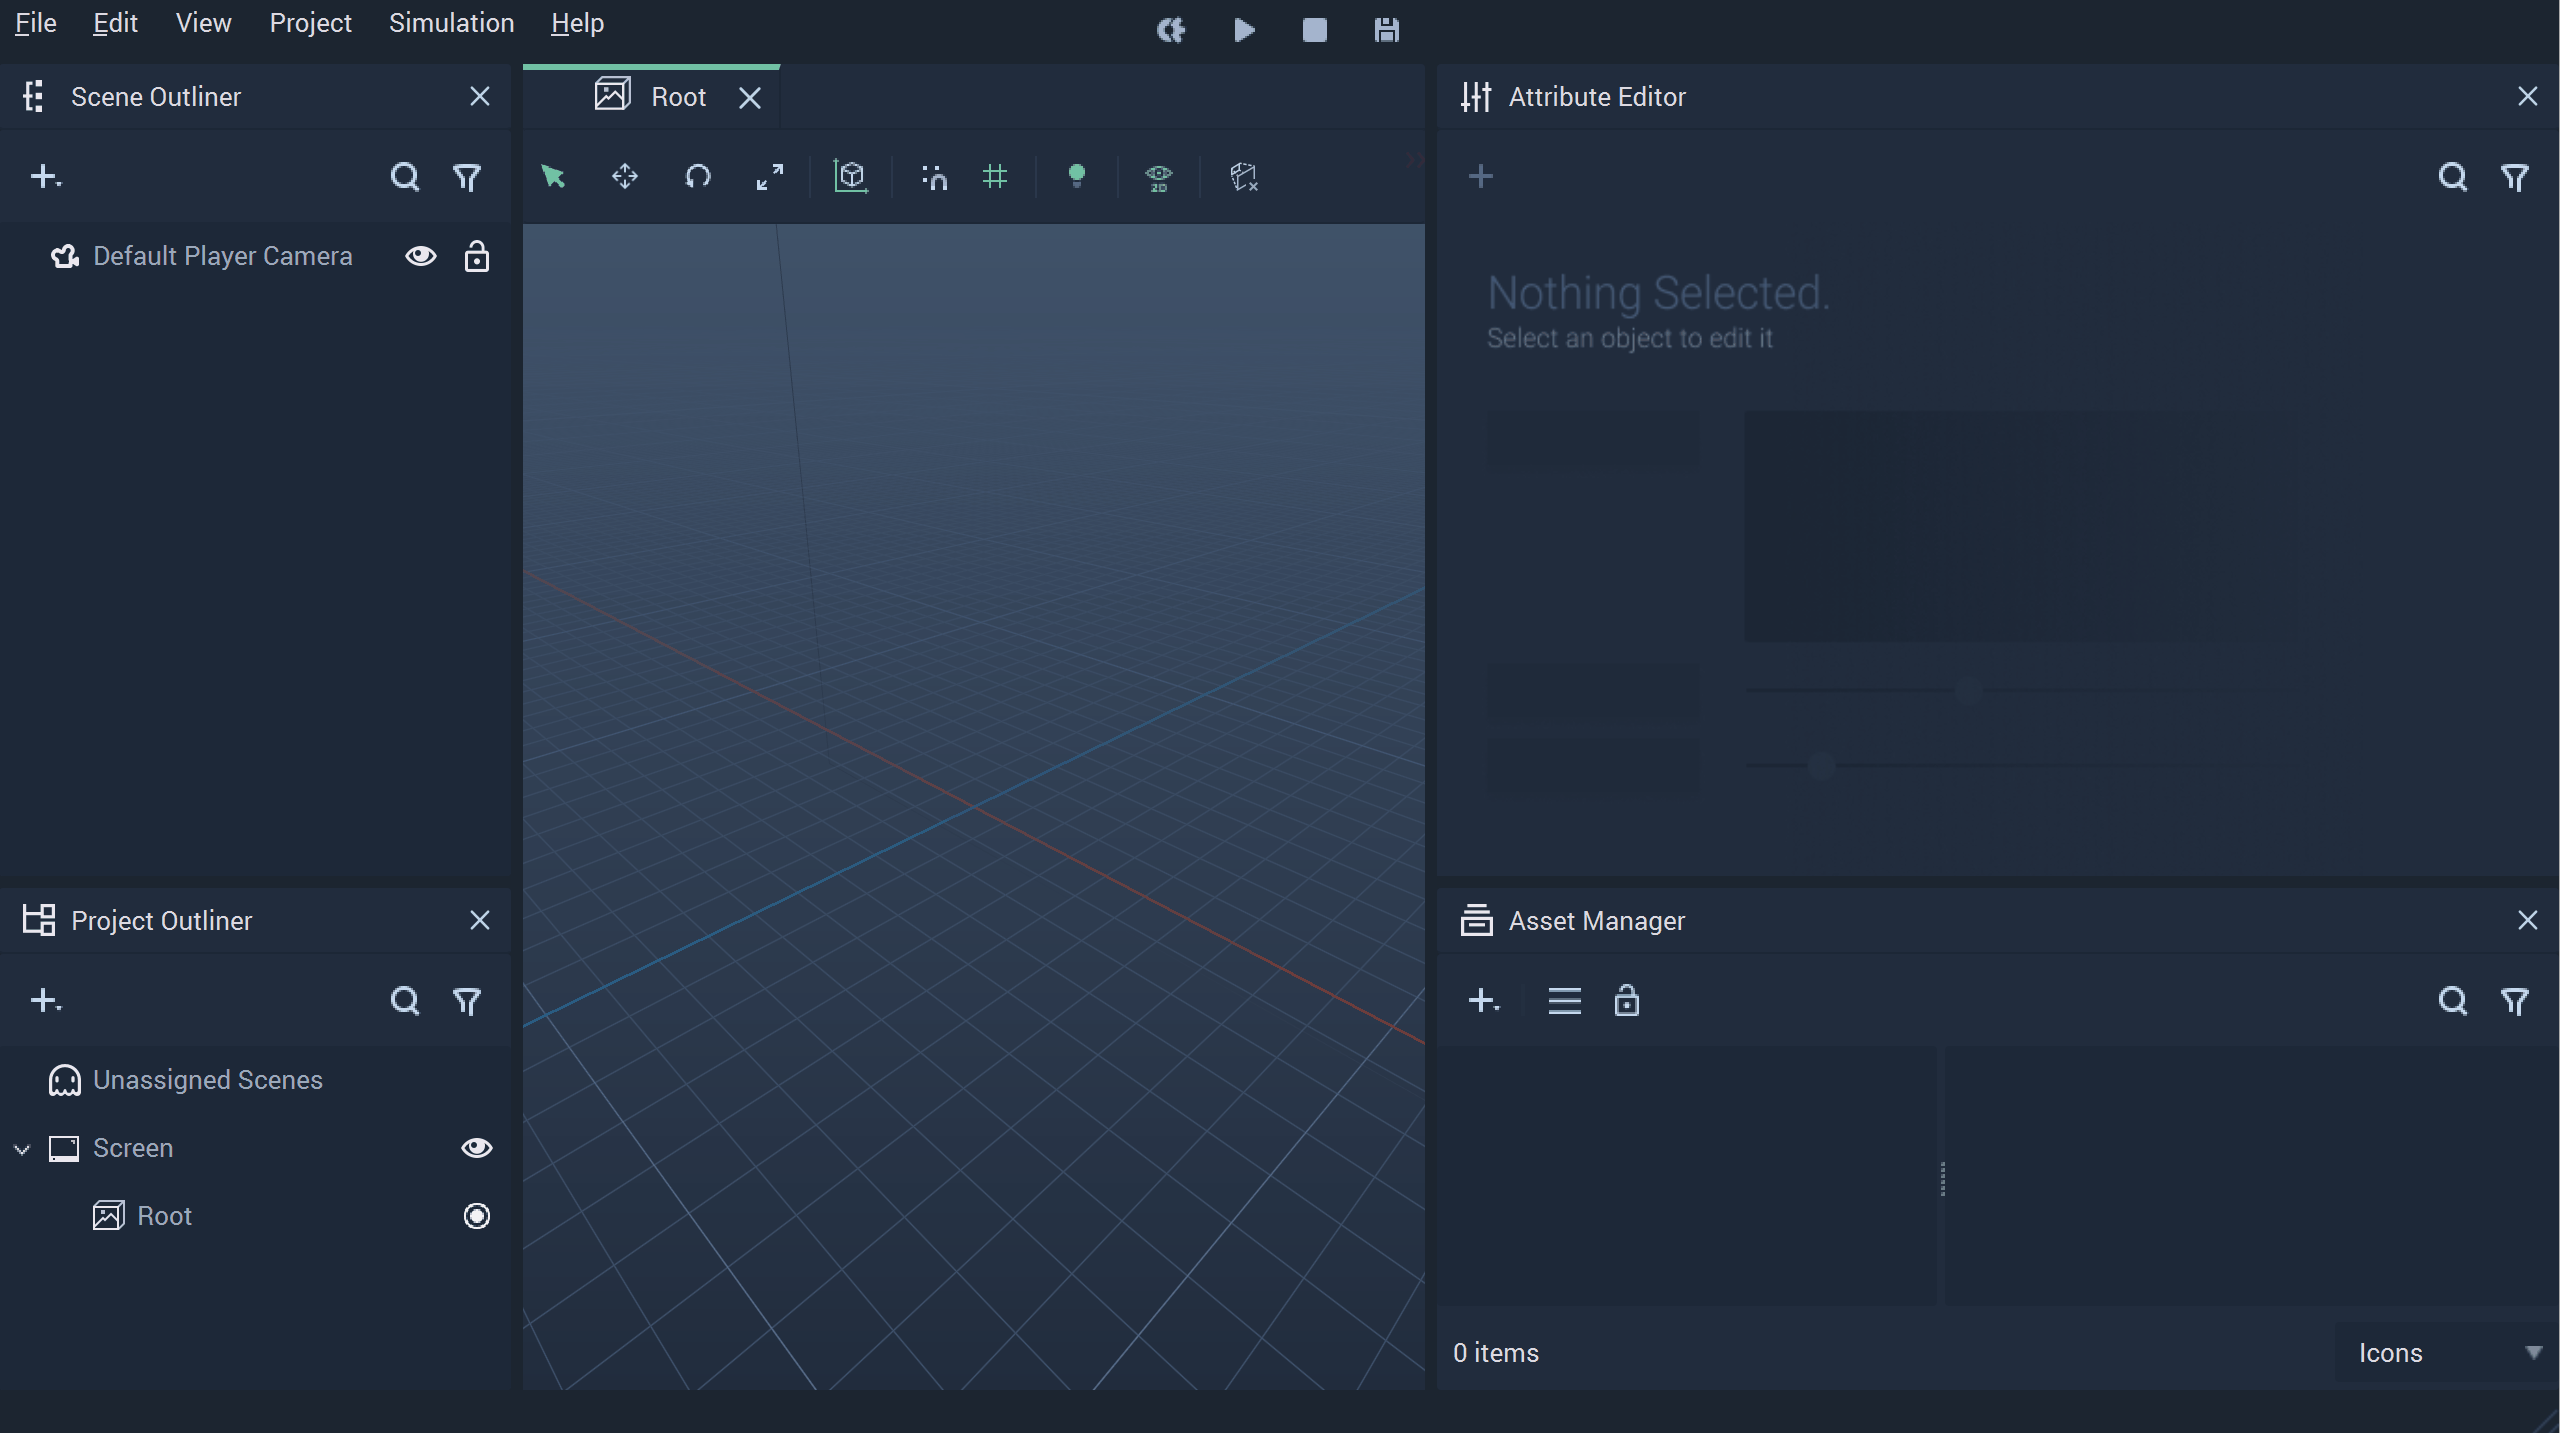 File Edit View Project Simulation Help
Scene Outliner
Root
Attribute Editor
2D
Default Player Camera
Nothing Selected.
Select an object to edit it
Project Outliner
Asset Manager
Unassigned Scenes
Screen
Root
0 items
Icons